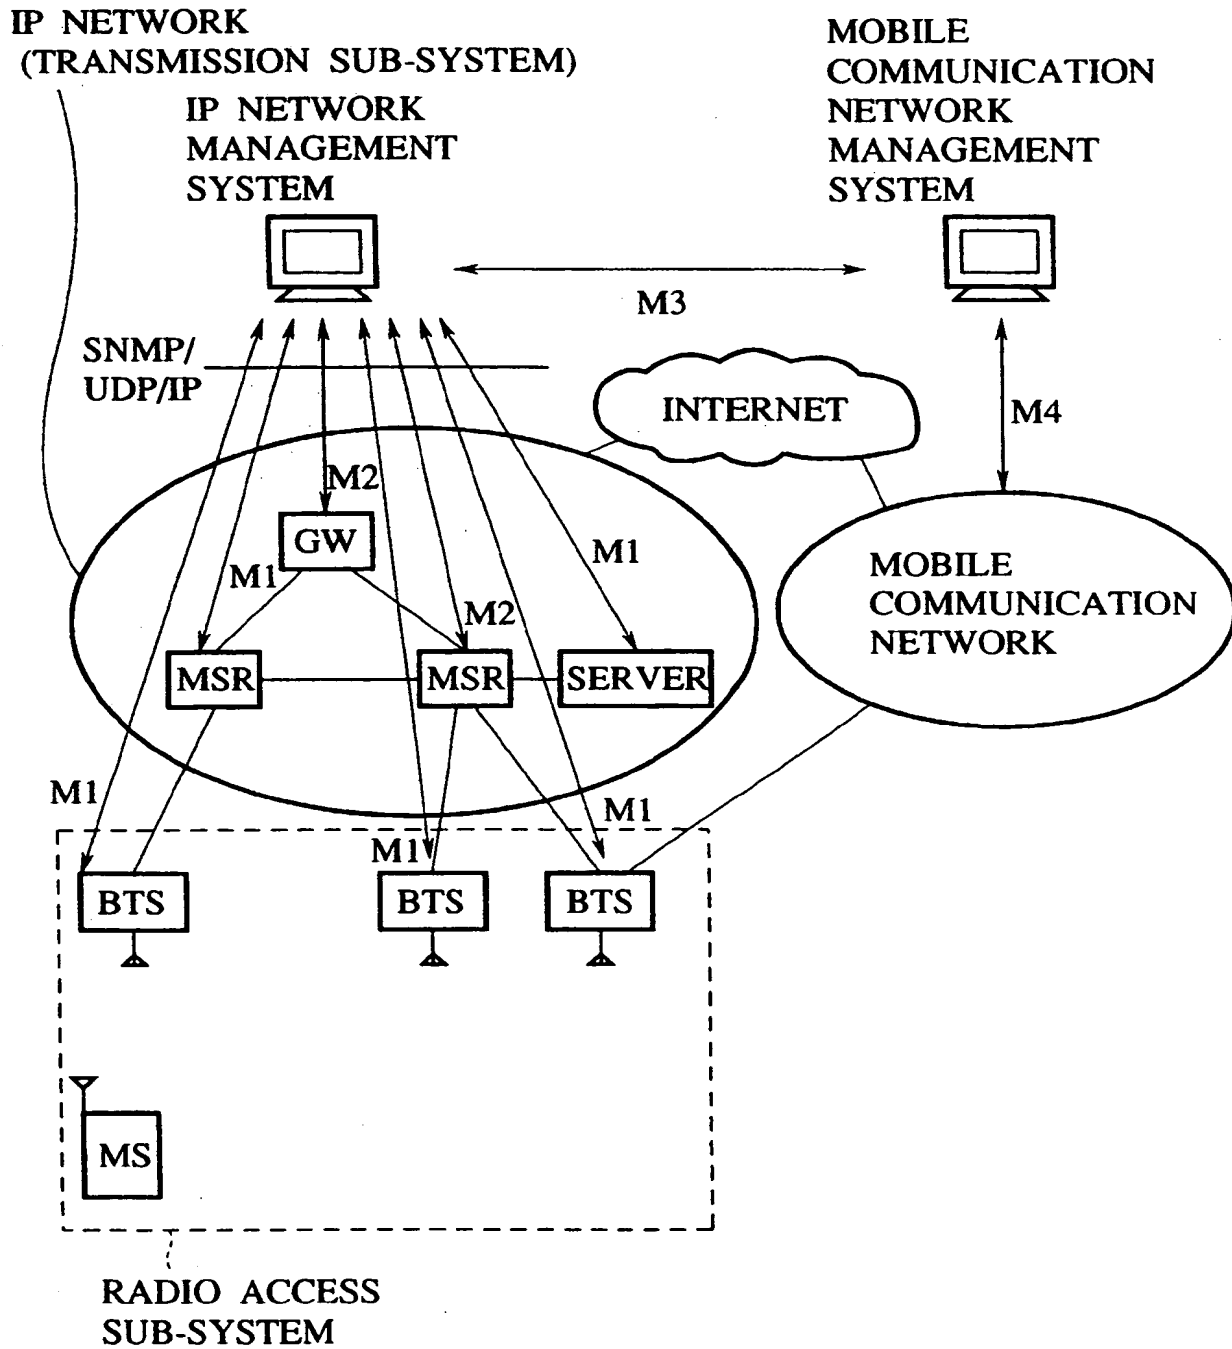 IP NETWORK
(TRANSMISSION SUB-SYSTEM)
IP NETWORK
MANAGEMENT
SYSTEM
MOBILE
COMMUNICATION
NETWORK
MANAGEMENT
SYSTEM
M3
SNMP/
UDP/IP
INTERNET
M4
M2
GW
M1
M1
M2
MSR
MSR
SERVER
MOBILE
COMMUNICATION
NETWORK
M1
M1
M1
BTS
BTS
BTS
MS
RADIO ACCESS
SUB-SYSTEM